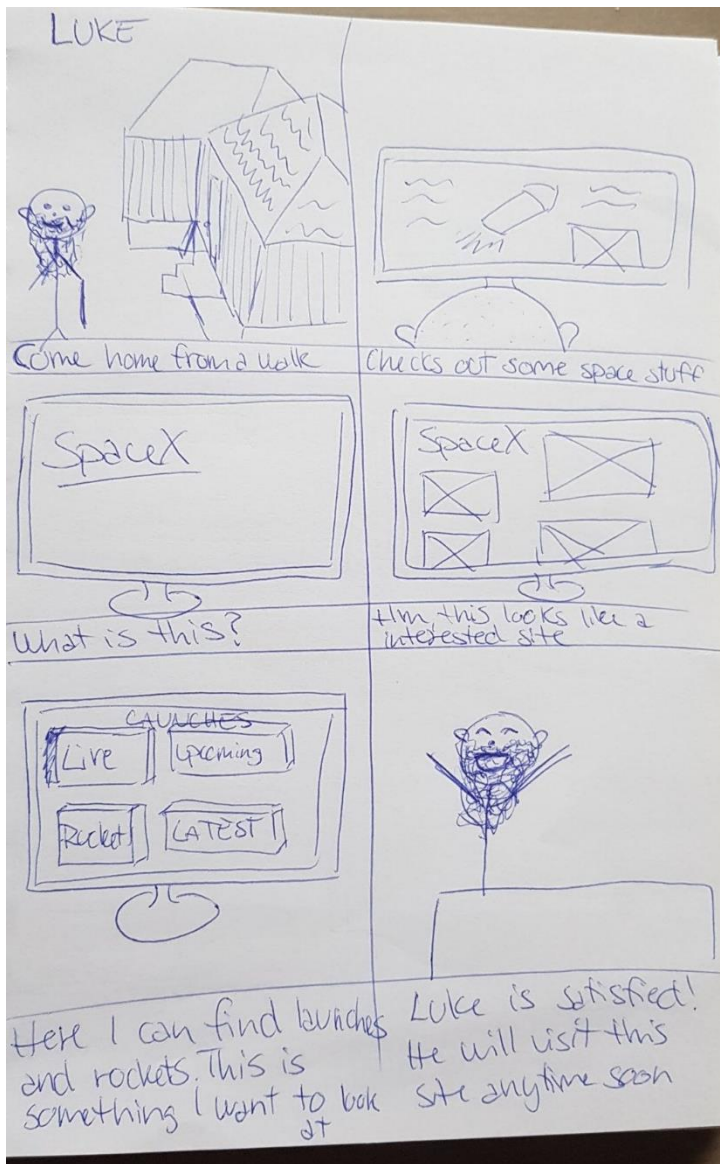 LUKE
Come home from a walk
Checks out some space stuff
SpaceX
What is this?
SpaceX
Hm, this looks like a
interested site
LAUNCHES
Live
Upcoming
Rocket
LATEST
Here I can find launches
and rockets. This is
something I want to look
at
Luke is satisfied!
He will visit this
site anytime soon